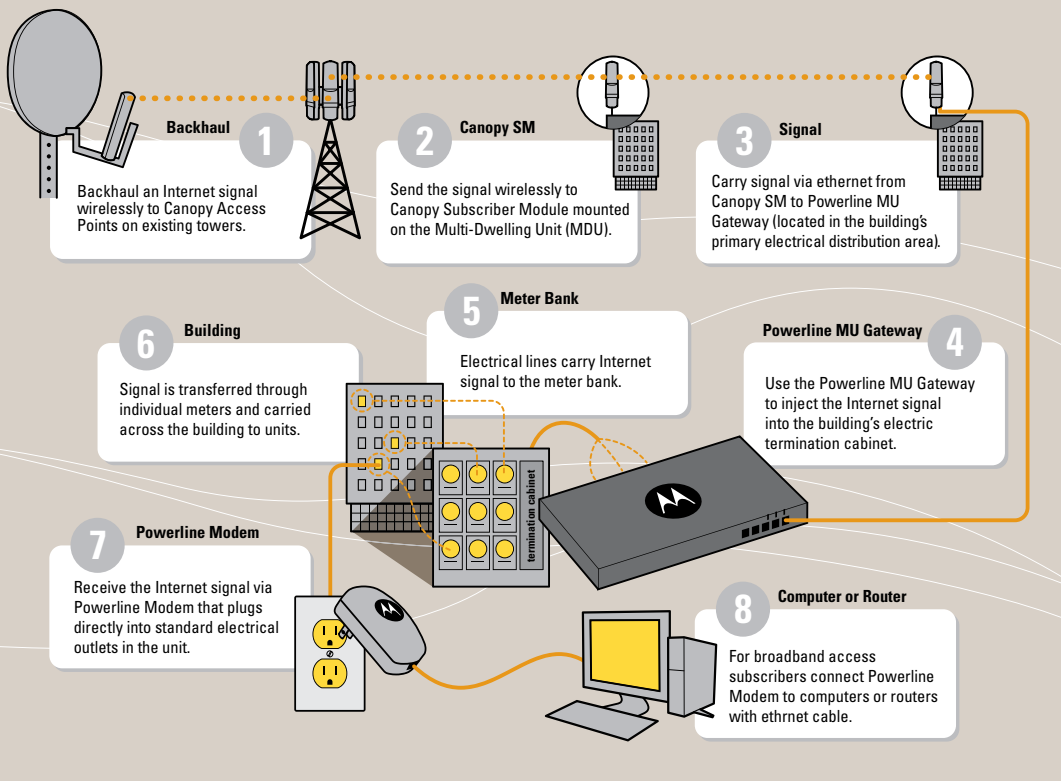 Backhaul
1
Backhaul an Internet signal
wirelessly to Canopy Access
Points on existing towers.
Canopy SM
2
Send the signal wirelessly to
Canopy Subscriber Module mounted
on the Multi-Dwelling Unit (MDU).
Signal
3
Carry signal via ethernet from
Canopy SM to Powerline MU
Gateway (located in the building's
primary electrical distribution area).
Powerline MU Gateway
4
Use the Powerline MU Gateway
to inject the Internet signal
into the building's electric
termination cabinet.
Meter Bank
5
Electrical lines carry Internet
signal to the meter bank.
Building
6
Signal is transferred through
individual meters and carried
across the building to units.
termination cabinet
Powerline Modem
7
Receive the Internet signal via
Powerline Modem that plugs
directly into standard electrical
outlets in the unit.
Computer or Router
8
For broadband access
subscribers connect Powerline
Modem to computers or routers
with ethrnet cable.